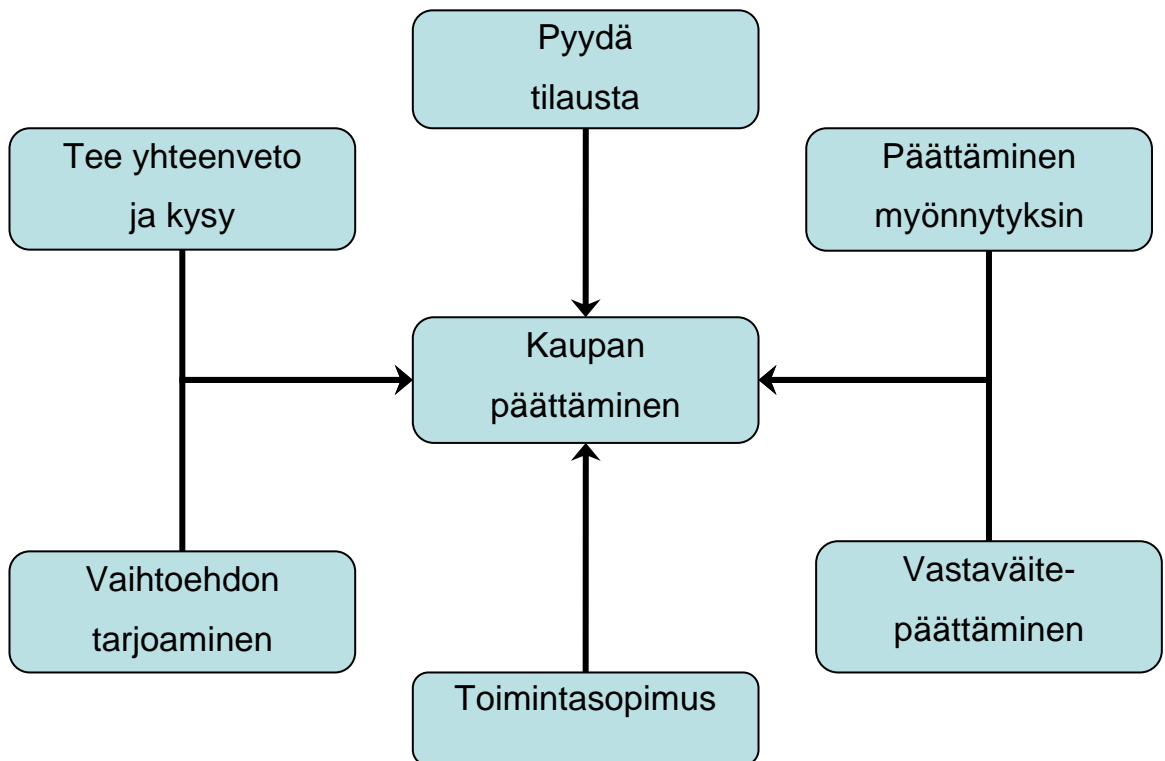 Pyydä
tilausta
Tee yhteenveto
ja kysy
Päättäminen
myönnytyksin
Kaupan
päättäminen
Vaihtoehdon
tarjoaminen
Vastaväite-
päättäminen
Toimintasopimus